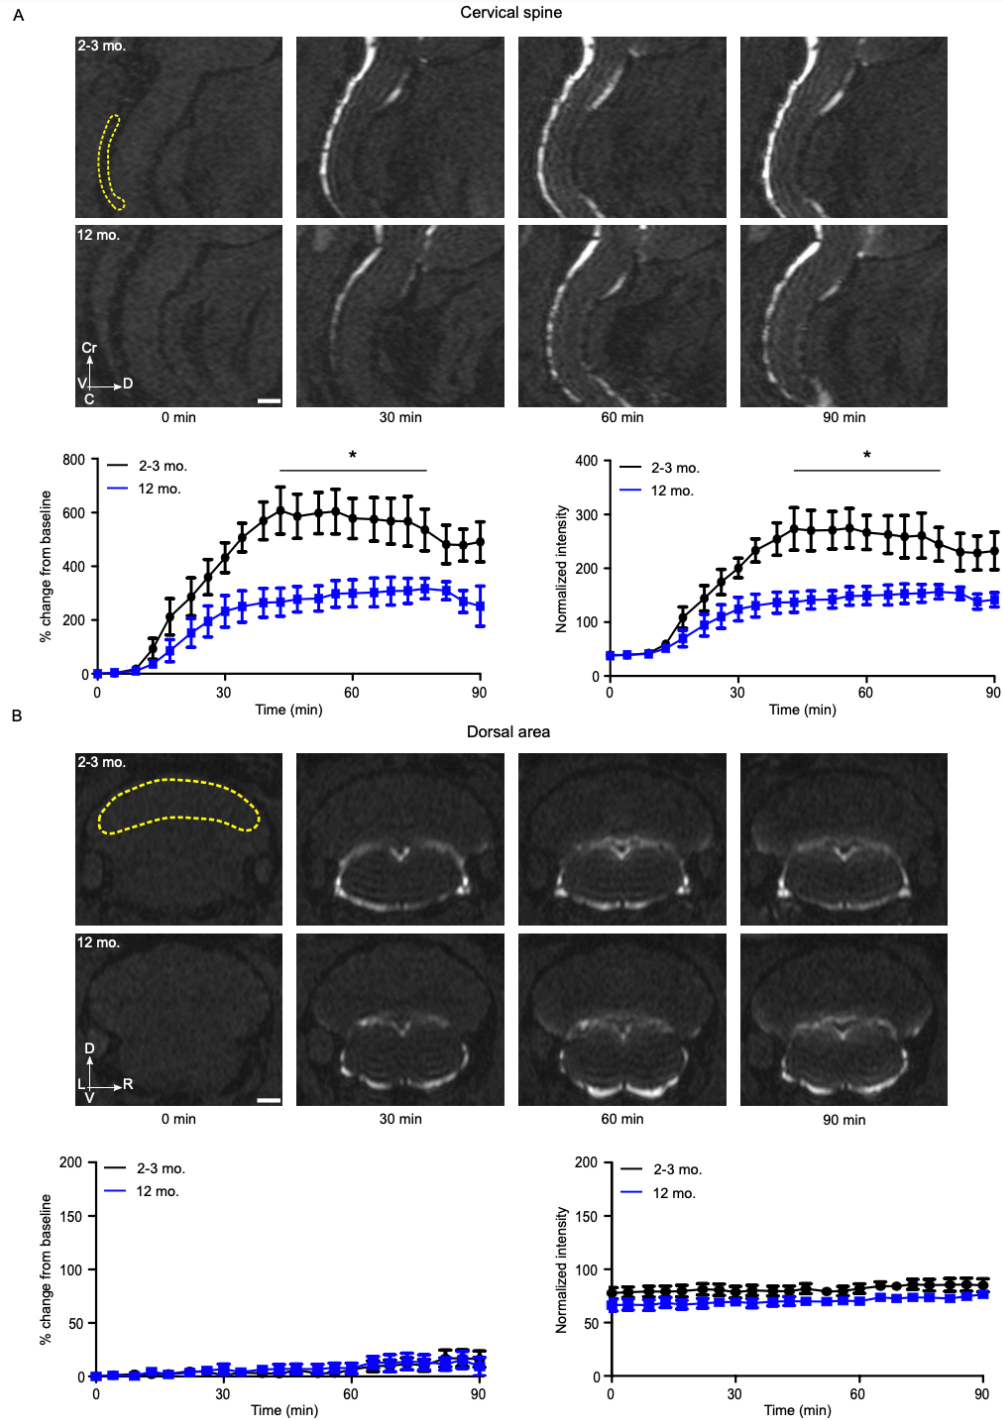 A
Cervical spine
2-3 mo.
12 mo.
Cr
V D
C
0 min 30 min 60 min 90 min
800
600
400
200
0
% change from baseline
2-3 mo.
12 mo.
*
0 30 60 90
Time (min)
400
300
200
100
0
Normalized intensity
2-3 mo.
12 mo.
*
0 30 60 90
Time (min)
B
Dorsal area
2-3 mo.
12 mo.
D
L R
V
0 min 30 min 60 min 90 min
200
150
100
50
0
% change from baseline
2-3 mo.
12 mo.
0 30 60 90
Time (min)
200
150
100
50
0
Normalized intensity
2-3 mo.
12 mo.
0 30 60 90
Time (min)